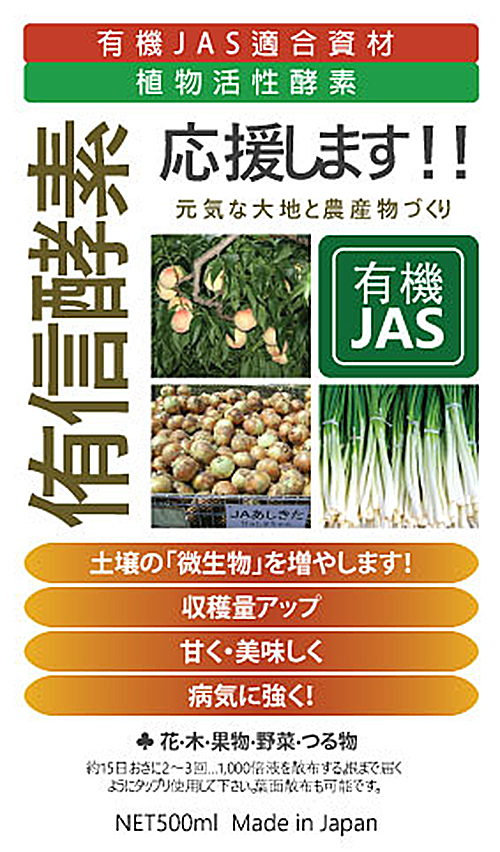 有機JAS適合資材
植物活性酵素
侑信酵素
応援します!!
元気な大地と農産物づくり
有機
JAS
JAあしきた
土壌の「微生物」を増やします!
収穫量アップ
甘く・美味しく
病気に強く!
♣ 花・木・果物・野菜・つる物
約15日おきに2〜3回…1,000倍液を散布する。根まで届く
ようにタップリ使用して下さい。葉面散布も可能です。
NET500ml Made in Japan